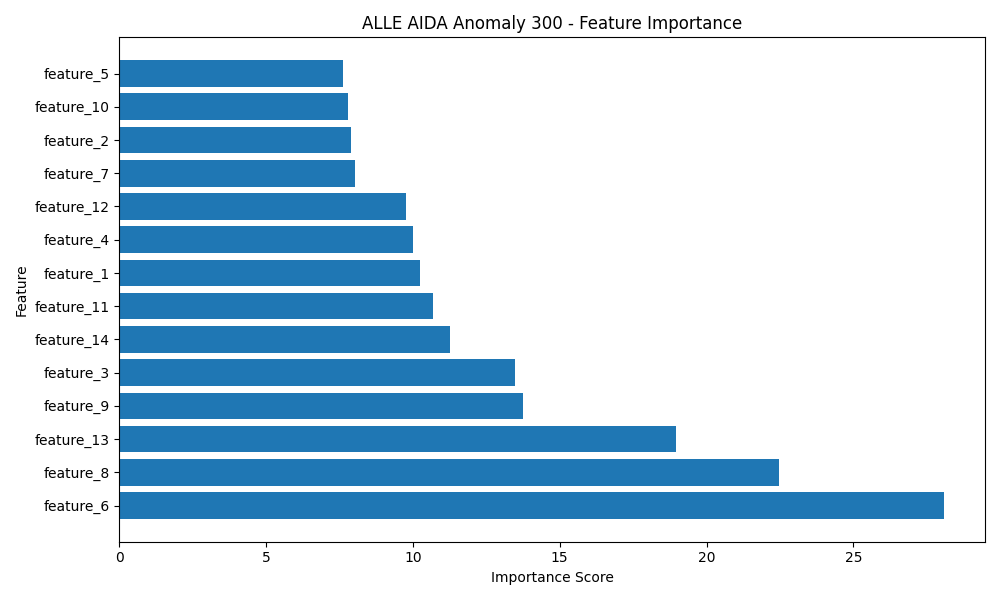 ALLE AIDA Anomaly 300 - Feature Importance
Feature
feature_5
feature_10
feature_2
feature_7
feature_12
feature_4
feature_1
feature_11
feature_14
feature_3
feature_9
feature_13
feature_8
feature_6
0 5 10 15 20 25
Importance Score